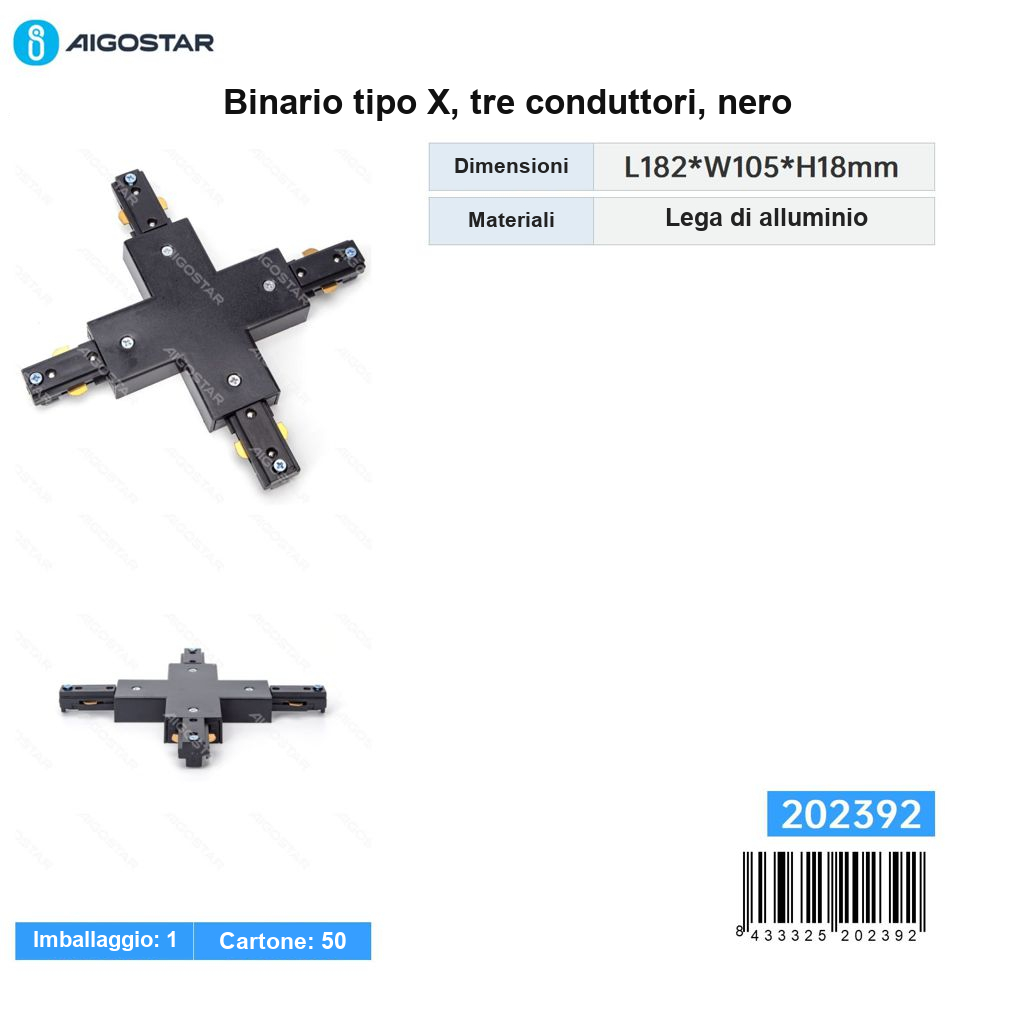 AIGOSTAR
Binario tipo X, tre conduttori, nero
Dimensioni L182*W105*H18mm
Materiali Lega di alluminio
202392
8 433325 202392
Imballaggio: 1 Cartone: 50